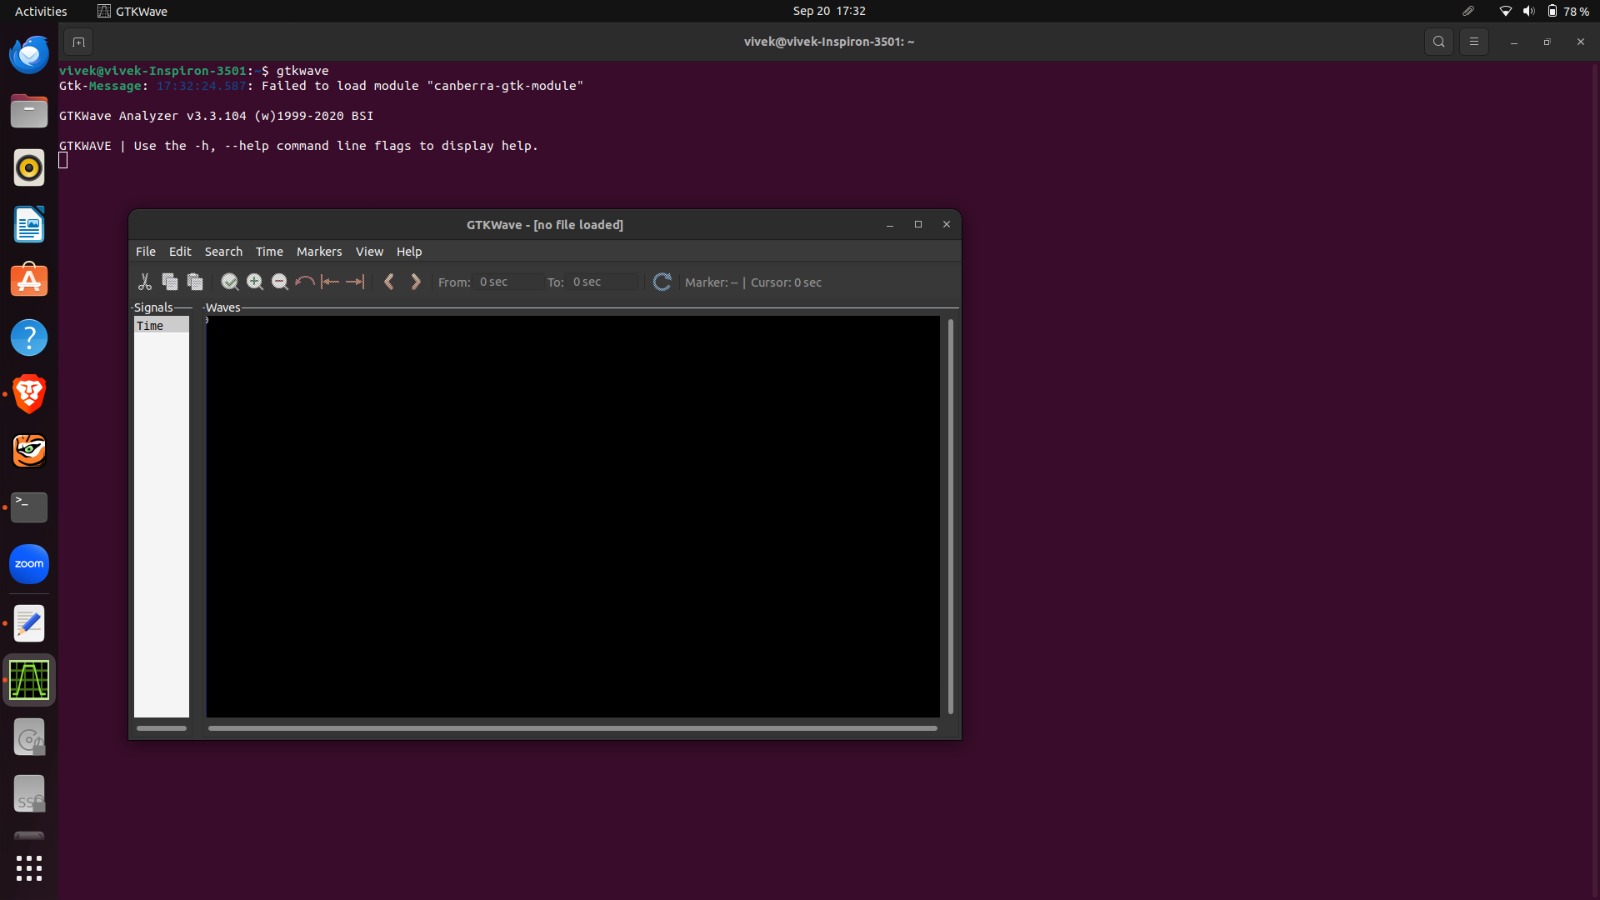 Activities GTKWave Sep 20 17:32 78 %
vivek@vivek-Inspiron-3501: ~
vivek@vivek-Inspiron-3501:~$ gtkwave
Gtk-Message: 17:32:24.587: Failed to load module "canberra-gtk-module"
GTKWave Analyzer v3.3.104 (w)1999-2020 BSI
GTKWAVE | Use the -h, --help command line flags to display help.
GTKWave - [no file loaded]
File Edit Search Time Markers View Help
From: 0 sec To: 0 sec Marker: -- | Cursor: 0 sec
Signals Waves
Time
zoom